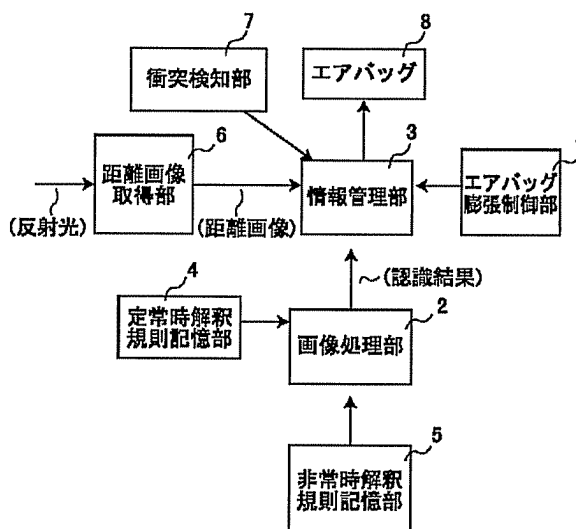 7
8
衝突検知部
エアバッグ
6
3
距離画像
取得部
情報管理部
エアバッグ
膨張制御部
(反射光)
(距離画像)
(認識結果)
4
2
定常時解釈
規則記憶部
画像処理部
5
非常時解釈
規則記憶部